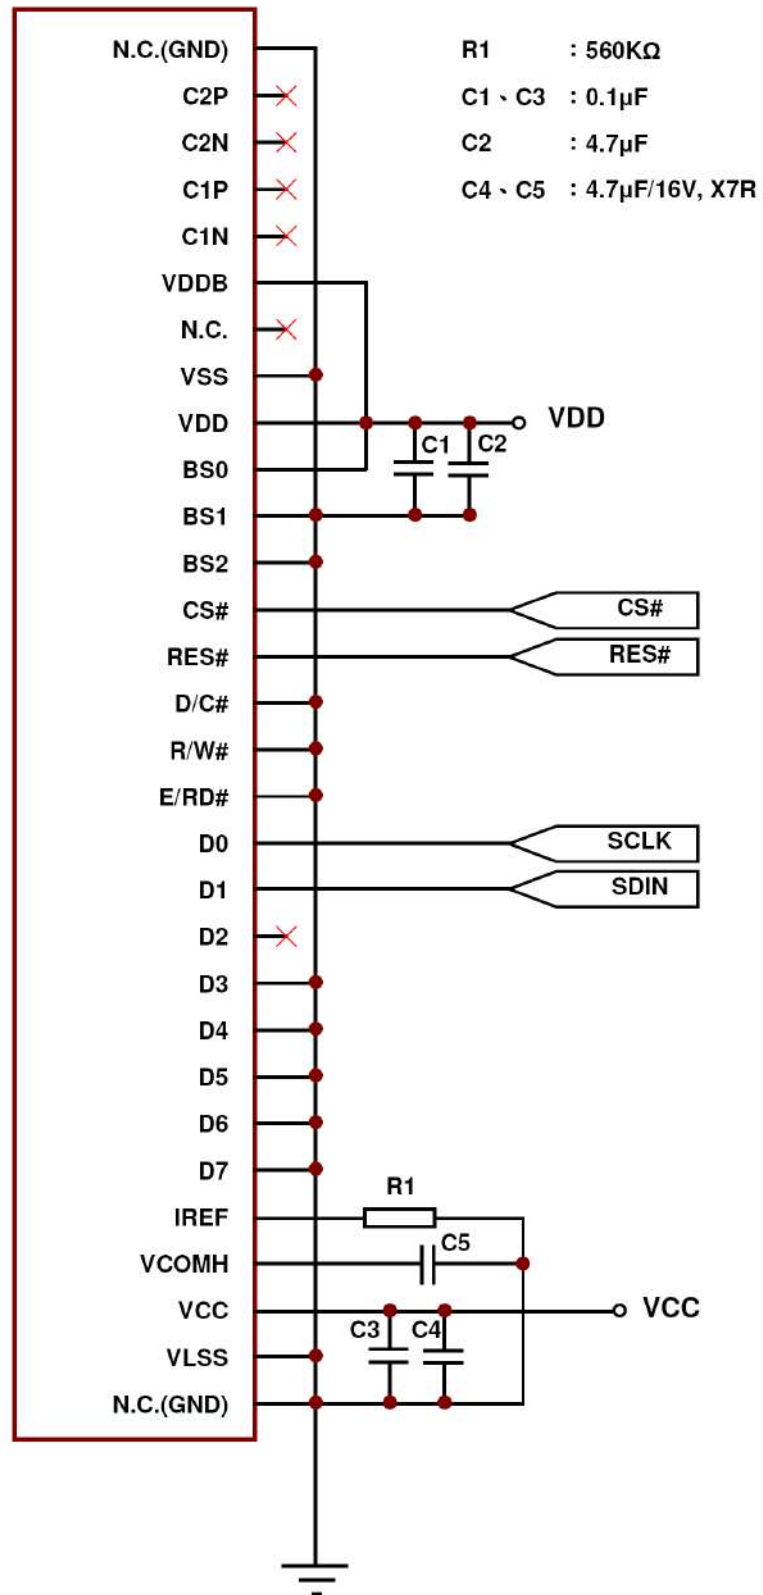 N.C.(GND)
C2P
C2N
C1P
C1N
VDDB
N.C.
VSS
VDD
BS0
BS1
BS2
CS#
RES#
D/C#
R/W#
E/RD#
D0
D1
D2
D3
D4
D5
D6
D7
IREF
VCOMH
VCC
VLSS
N.C.(GND)
R1 : 560KΩ
C1、C3 : 0.1µF
C2 : 4.7µF
C4、C5 : 4.7µF/16V, X7R
VDD
C1 C2
CS#
RES#
SCLK
SDIN
R1
C5
VCC
C3 C4